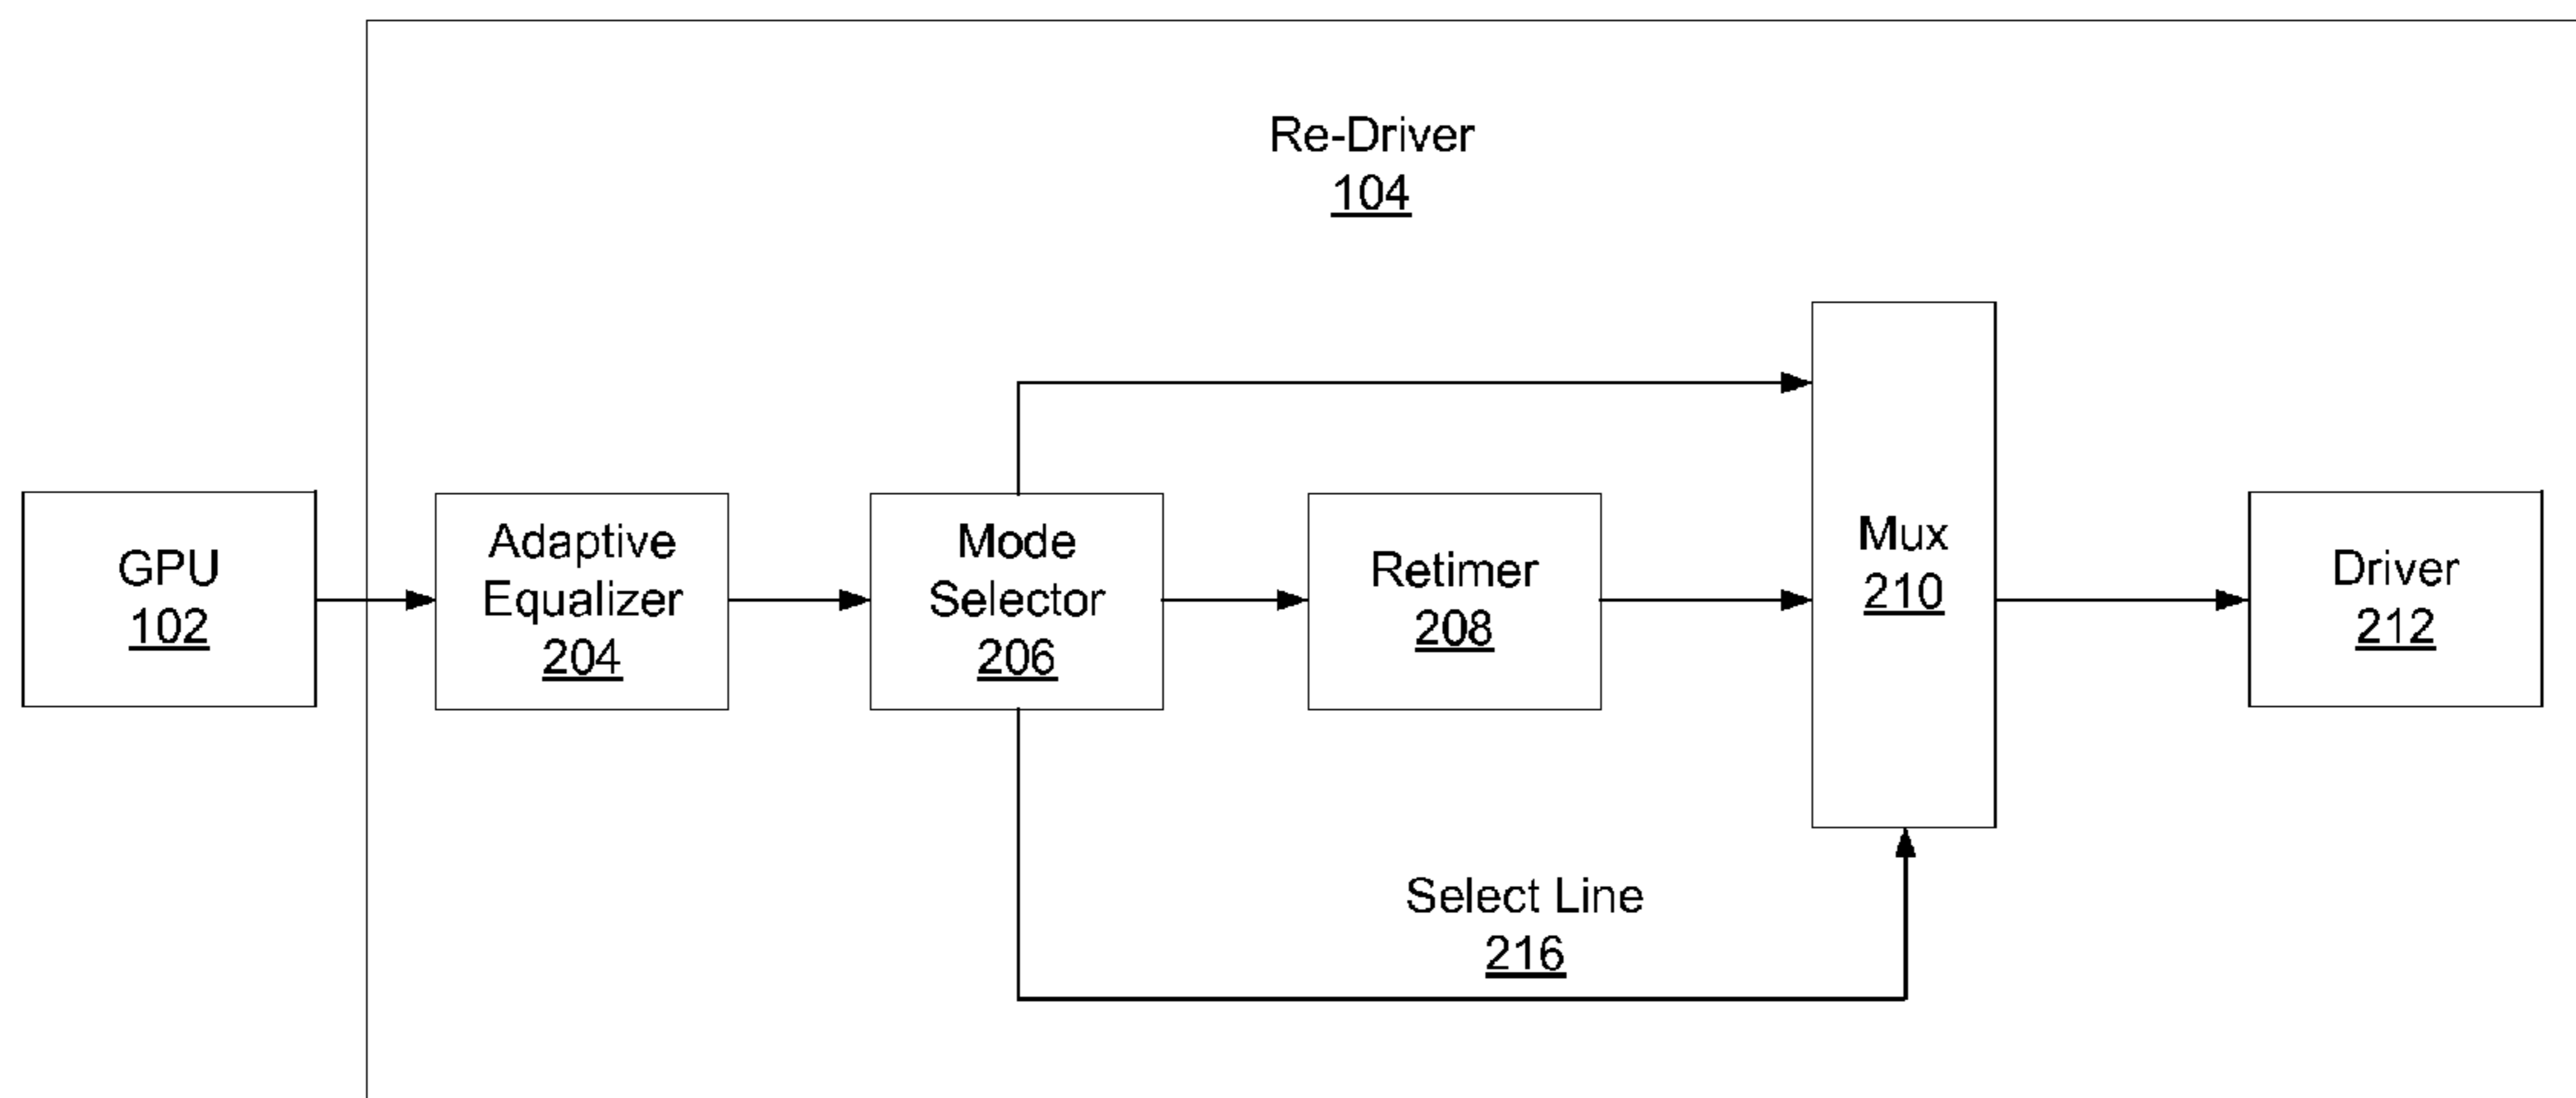 Re-Driver
104
GPU
102
Adaptive
Equalizer
204
Mode
Selector
206
Retimer
208
Mux
210
Driver
212
Select Line
216